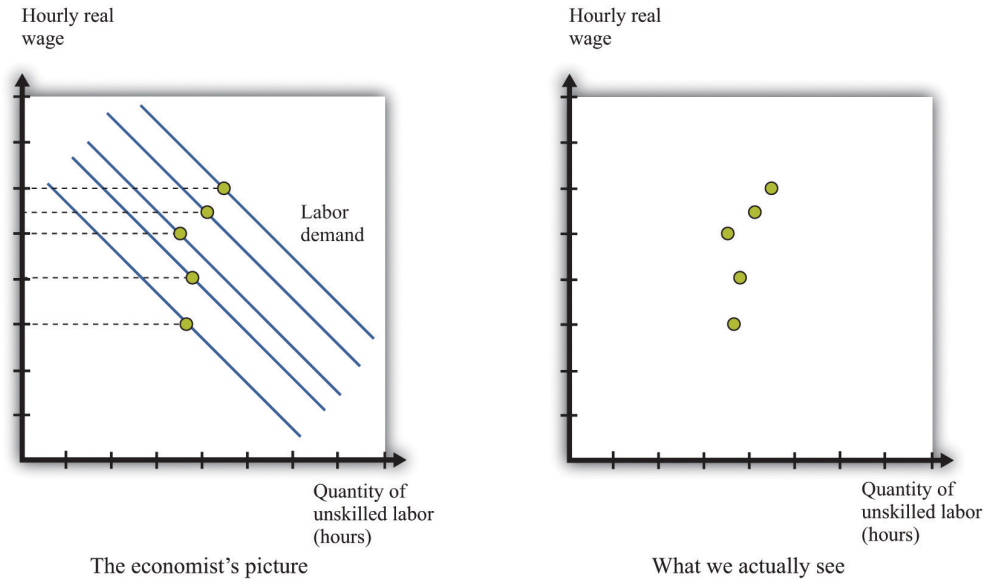 Hourly real
wage
Labor
demand
Quantity of
unskilled labor
(hours)
The economist’s picture
Hourly real
wage
Quantity of
unskilled labor
(hours)
What we actually see